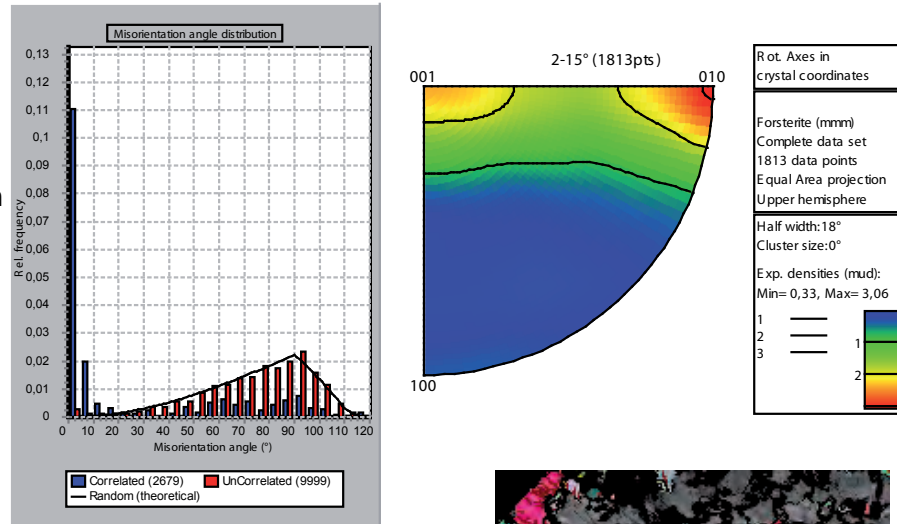 Misorientation angle distribution
0,13
0,12
0,11
0,1
0,09
0,08
0,07
0,06
0,05
0,04
0,03
0,02
0,01
0
Rel. frequency
0 10 20 30 40 50 60 70 80 90 100 110 120
Misorientation angle (°)
Correlated (2679) UnCorrelated (9999)
Random (theoretical)
2-15° (1813pts)
001
010
100
Rot. Axes in
crystal coordinates
Forsterite (mmm)
Complete data set
1813 data points
Equal Area projection
Upper hemisphere
Half width:18°
Cluster size:0°
Exp. densities (mud):
Min= 0,33, Max= 3,06
1
2
3
1
2